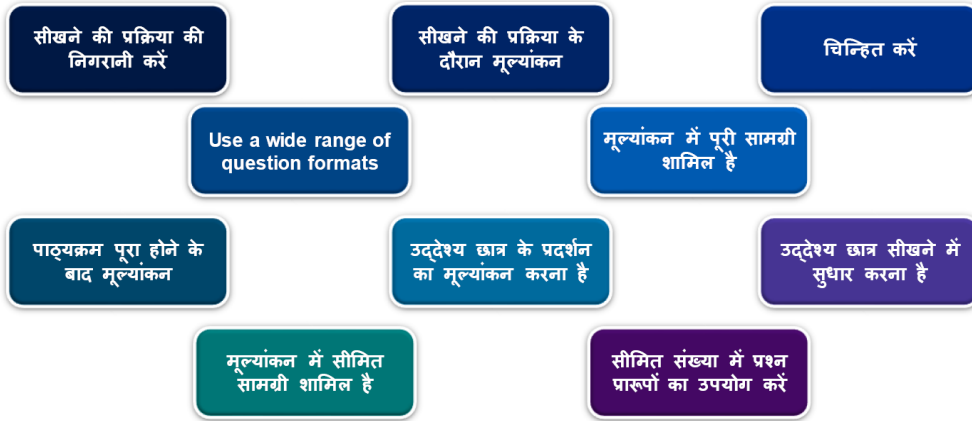 सीखने की प्रक्रिया की
निगरानी करें
सीखने की प्रक्रिया के
दौरान मूल्यांकन
चिन्हित करें
Use a wide range of
question formats
मूल्यांकन में पूरी सामग्री
शामिल है
पाठ्यक्रम पूरा होने के
बाद मूल्यांकन
उद्देश्य छात्र के प्रदर्शन
का मूल्यांकन करना है
उद्देश्य छात्र सीखने में
सुधार करना है
मूल्यांकन में सीमित
सामग्री शामिल है
सीमित संख्या में प्रश्न
प्रारूपों का उपयोग करें